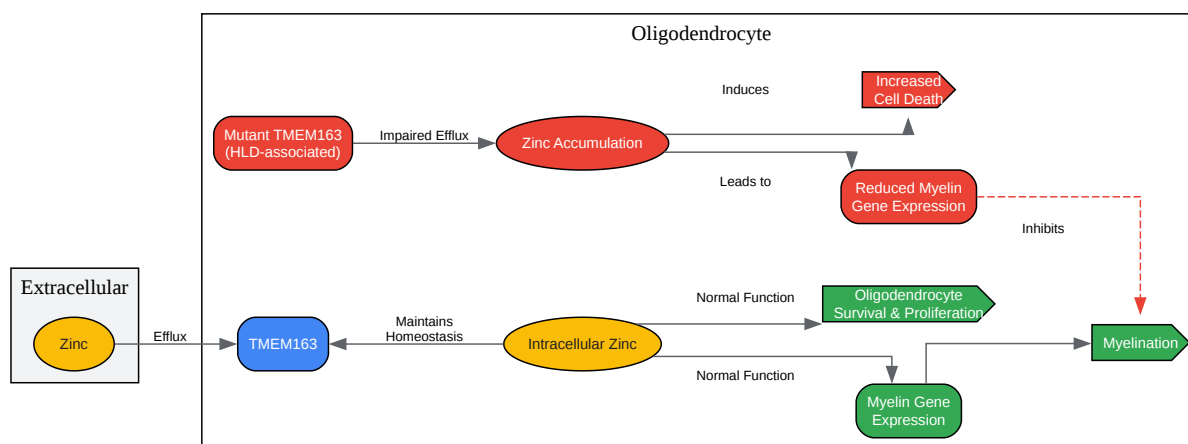 Oligodendrocyte
Increased
Cell Death
Induces
Mutant TMEM163
(HLD-associated)
Impaired Efflux
Zinc Accumulation
Leads to
Reduced Myelin
Gene Expression
Inhibits
Extracellular
Zinc
Efflux
TMEM163
Maintains
Homeostasis
Intracellular Zinc
Normal Function
Oligodendrocyte
Survival & Proliferation
Normal Function
Myelin Gene
Expression
Myelination